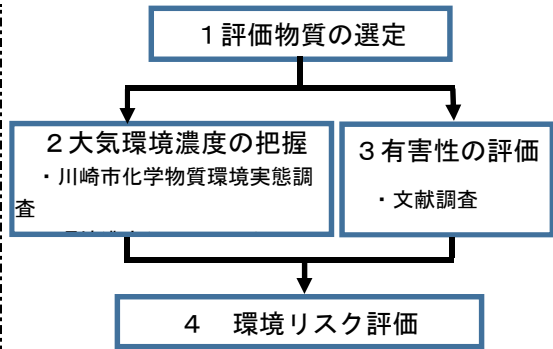 1評価物質の選定
2大気環境濃度の把握
・川崎市化学物質環境実態調
査
3有害性の評価
・文献調査
4 環境リスク評価